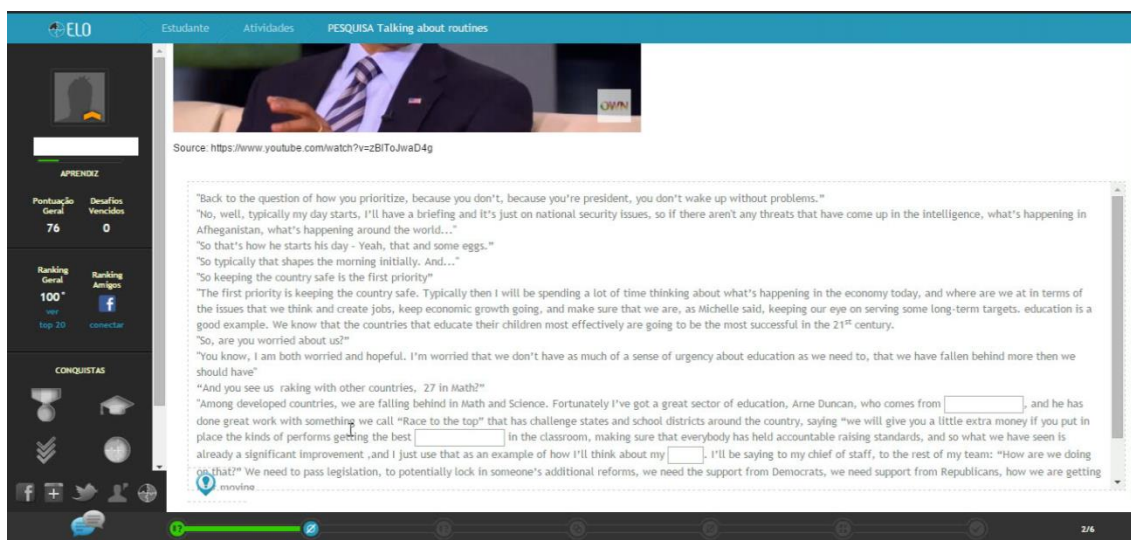 ELO Estudante Atividades PESQUISA Talking about routines
OWN
Source: https://www.youtube.com/watch?v=zBlToJwaD4g
APRENDIZ
Pontuação Geral
76
Desafios Vencidos
0
Ranking Geral
100°
ver
top 20
Ranking Amigos
f
conectar
CONQUISTAS
"Back to the question of how you prioritize, because you don't, because you're president, you don't wake up without problems."
"No, well, typically my day starts, I'll have a briefing and it's just on national security issues, so if there aren't any threats that have come up in the intelligence, what's happening in
Afheganistan, what's happening around the world..."
"So that's how he starts his day - Yeah, that and some eggs."
"So typically that shapes the morning initially. And..."
"So keeping the country safe is the first priority"
"The first priority is keeping the country safe. Typically then I will be spending a lot of time thinking about what's happening in the economy today, and where are we at in terms of
the issues that we think and create jobs, keep economic growth going, and make sure that we are, as Michelle said, keeping our eye on serving some long-term targets. education is a
good example. We know that the countries that educate their children most effectively are going to be the most successful in the 21st century.
"So, are you worried about us?"
"You know, I am both worried and hopeful. I'm worried that we don't have as much of a sense of urgency about education as we need to, that we have fallen behind more then we
should have"
"And you see us raking with other countries, 27 in Math?"
"Among developed countries, we are falling behind in Math and Science. Fortunately I've got a great sector of education, Arne Duncan, who comes from , and he has
done great work with something we call "Race to the top" that has challenge states and school districts around the country, saying "we will give you a little extra money if you put in
place the kinds of performs getting the best in the classroom, making sure that everybody has held accountable raising standards, and so what we have seen is
already a significant improvement ,and I just use that as an example of how I'll think about my . I'll be saying to my chief of staff, to the rest of my team: "How are we doing
on that?" We need to pass legislation, to potentially lock in someone's additional reforms, we need the support from Democrats, we need support from Republicans, how we are getting
moving
2/6